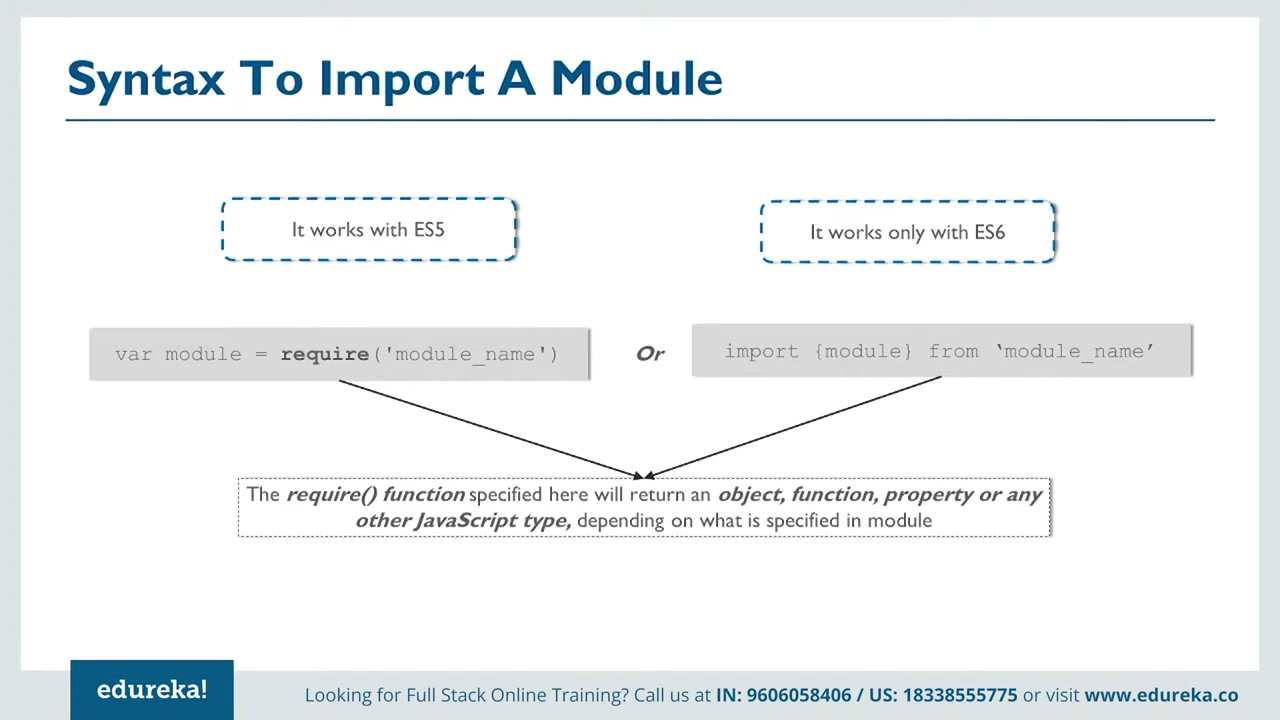 Syntax To Import A Module
It works with ES5
It works only with ES6
var module = require('module_name')
Or
import {module} from ‘module_name’
The require() function specified here will return an object, function, property or any
other JavaScript type, depending on what is specified in module
edureka!
Looking for Full Stack Online Training? Call us at IN: 9606058406 / US: 18338555775 or visit www.edureka.co